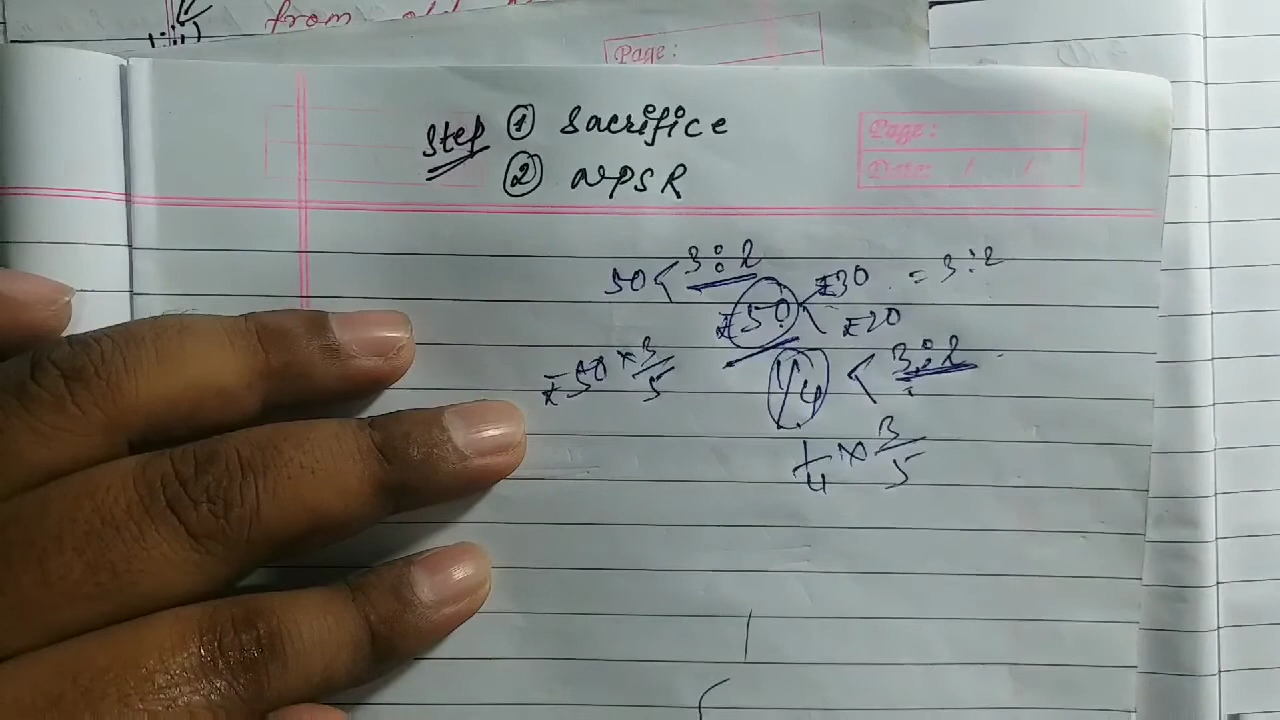 from
Page:
Step ① Sacrifice
② NPSR
Page:
Date: / /
50 < 3:2
₹50 < ₹30 = 3:2
₹20
₹50 × 3/5
1/4 < 3:2
1/4 × 3/5